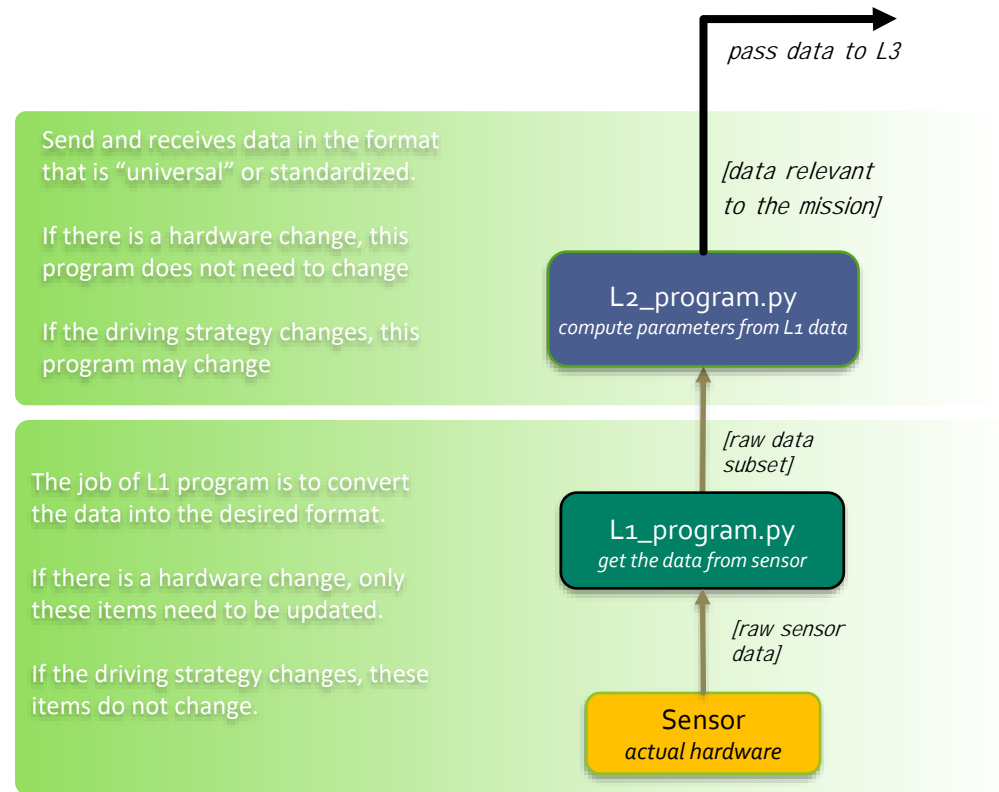 pass data to L3
Send and receives data in the format
that is “universal” or standardized.
If there is a hardware change, this
program does not need to change
If the driving strategy changes, this
program may change
[data relevant
to the mission]
L2_program.py
compute parameters from L1 data
[raw data
subset]
The job of L1 program is to convert
the data into the desired format.
If there is a hardware change, only
these items need to be updated.
If the driving strategy changes, these
items do not change.
L1_program.py
get the data from sensor
[raw sensor
data]
Sensor
actual hardware